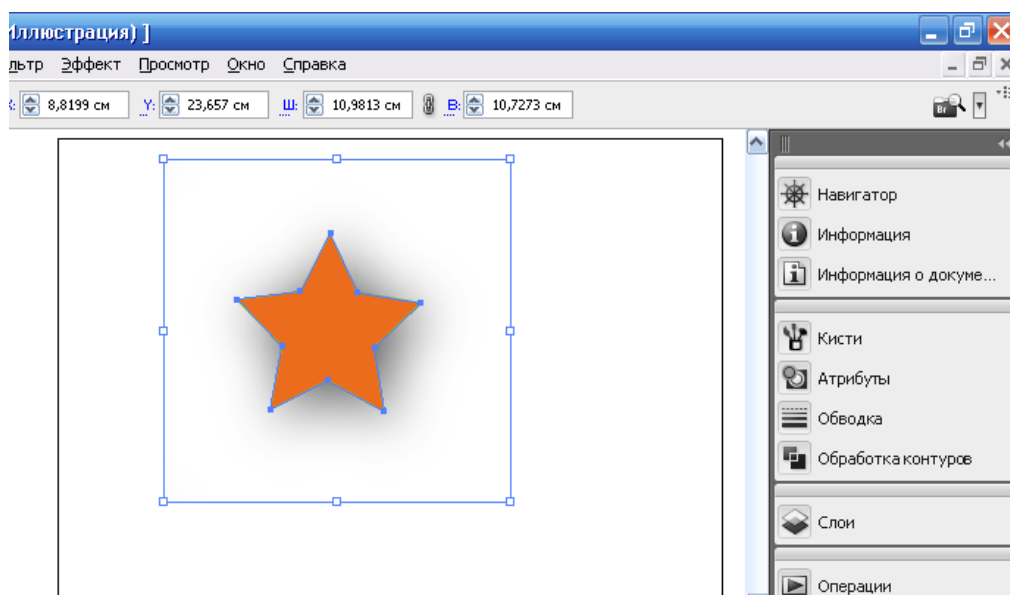 Иллюстрация) ]
льтр Эффект Просмотр Окно Справка
X: 8,8199 см Y: 23,657 см Ш: 10,9813 см В: 10,7273 см
Br
Навигатор
Информация
Информация о докуме...
Кисти
Атрибуты
Обводка
Обработка контуров
Слои
Операции